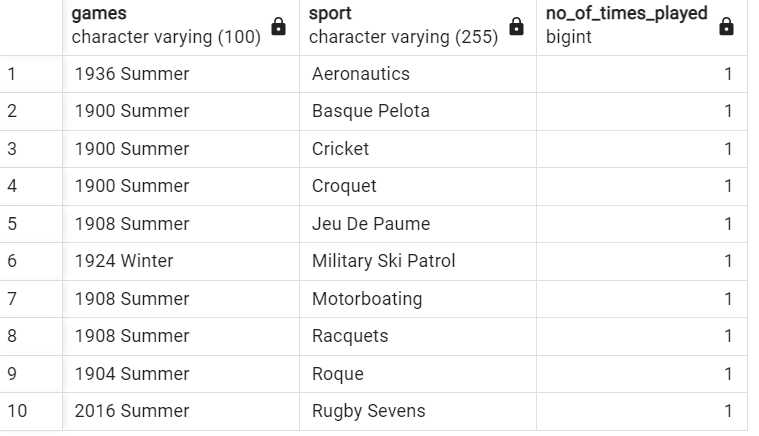 games sport no_of_times_played
character varying (100) character varying (255) bigint
1 1936 Summer Aeronautics 1
2 1900 Summer Basque Pelota 1
3 1900 Summer Cricket 1
4 1900 Summer Croquet 1
5 1908 Summer Jeu De Paume 1
6 1924 Winter Military Ski Patrol 1
7 1908 Summer Motorboating 1
8 1908 Summer Racquets 1
9 1904 Summer Roque 1
10 2016 Summer Rugby Sevens 1